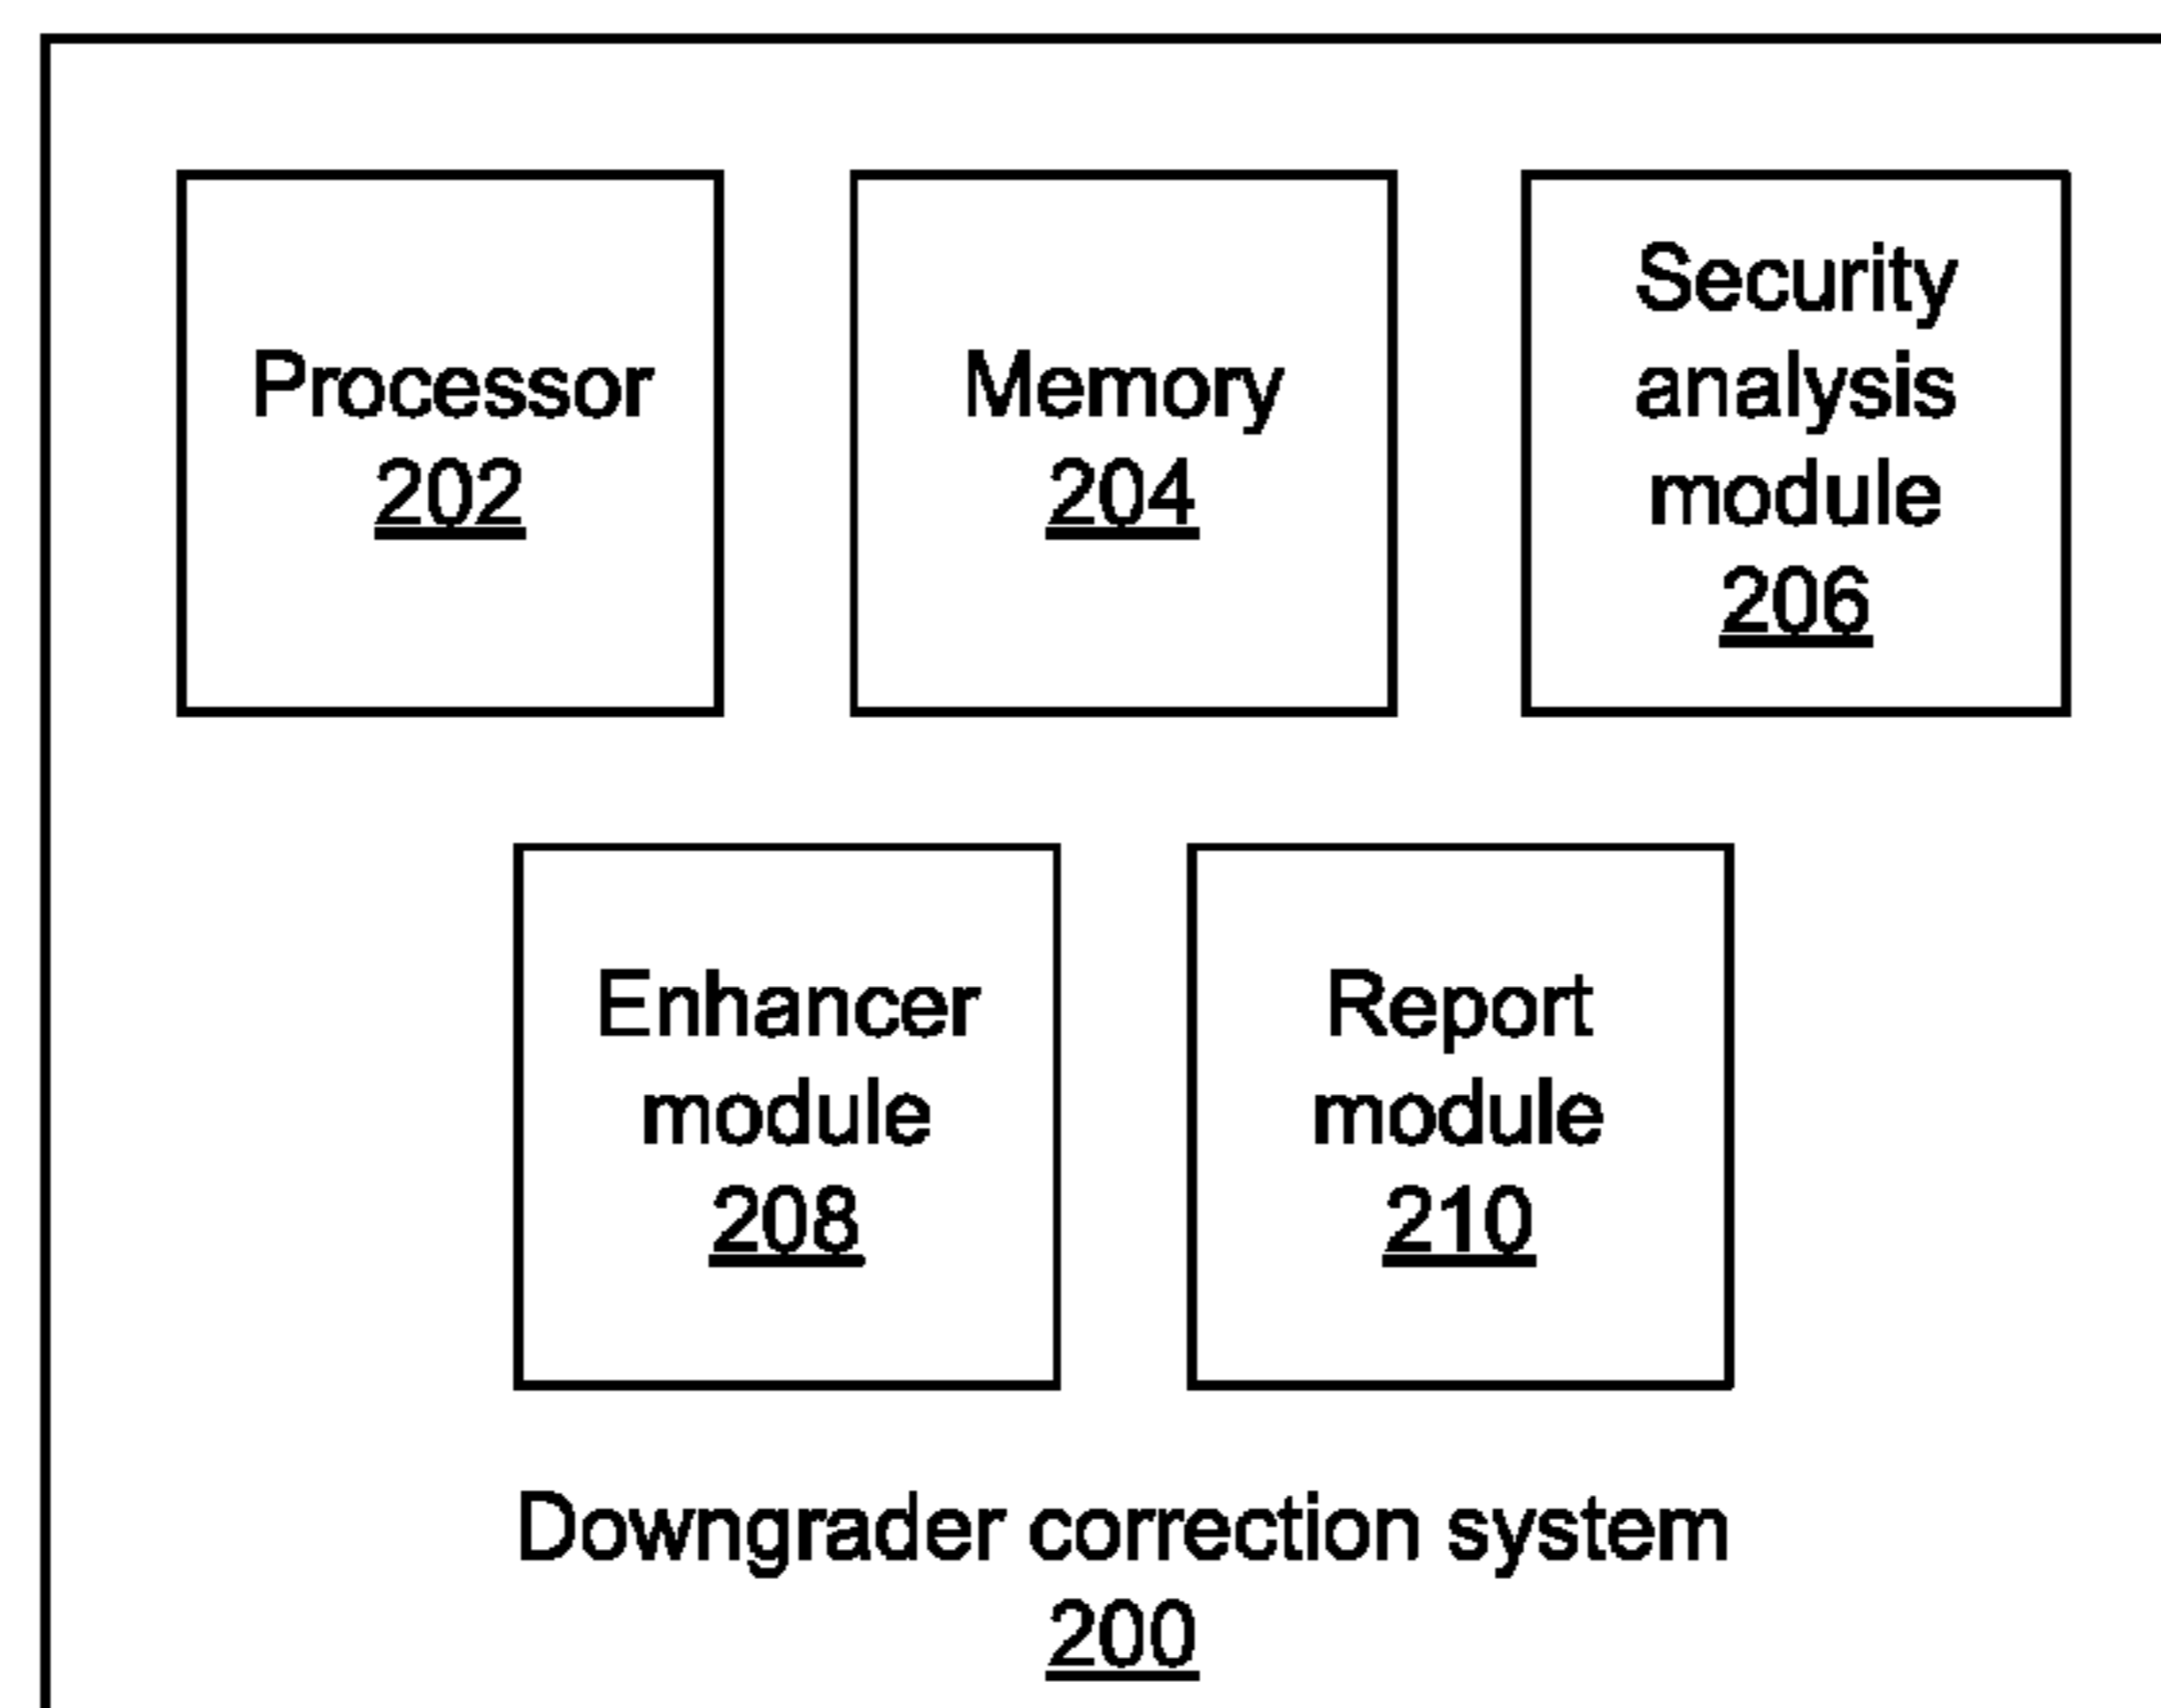 Processor
202
Memory
204
Security
analysis
module
206
Enhancer
module
208
Report
module
210
Downgrader correction system
200